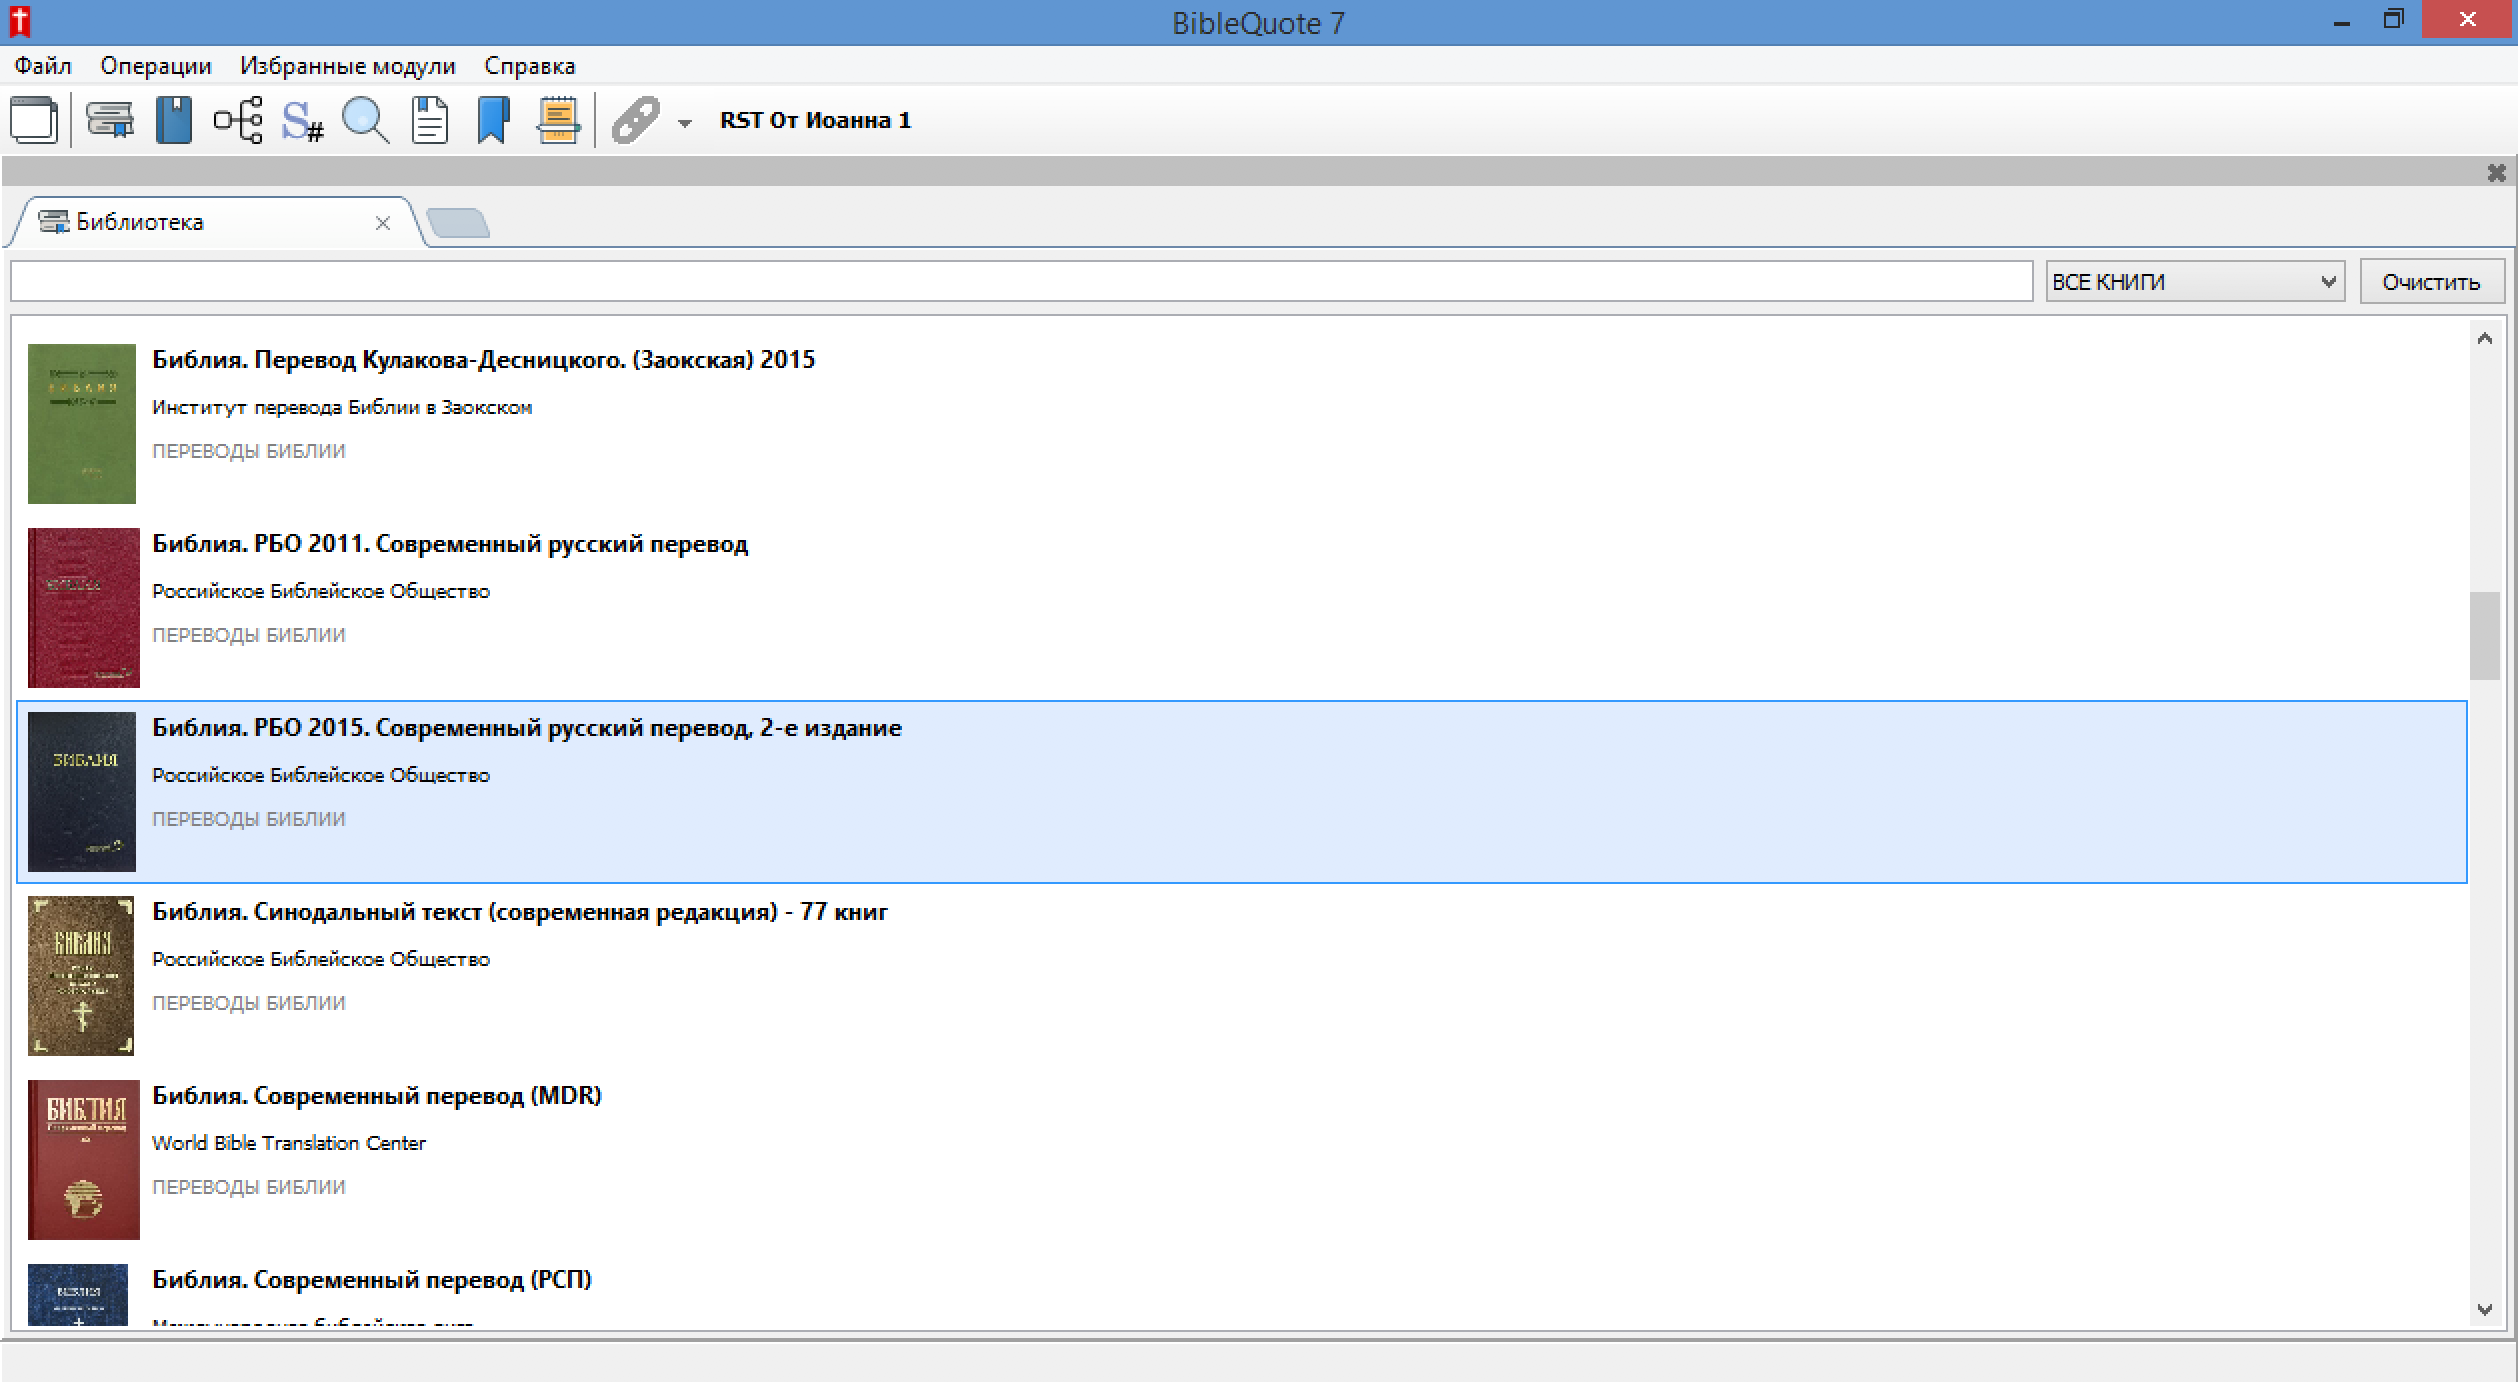 BibleQuote 7
Файл Операции Избранные модули Справка
S# RST От Иоанна 1
Библиотека
ВСЕ КНИГИ Очистить
Библия. Перевод Кулакова-Десницкого. (Заокская) 2015
Институт перевода Библии в Заокском
ПЕРЕВОДЫ БИБЛИИ
Библия. РБО 2011. Современный русский перевод
Российское Библейское Общество
ПЕРЕВОДЫ БИБЛИИ
Библия. РБО 2015. Современный русский перевод, 2-е издание
БИБЛИЯ
Российское Библейское Общество
ПЕРЕВОДЫ БИБЛИИ
Библия. Синодальный текст (современная редакция) - 77 книг
БИБЛИЯ
Российское Библейское Общество
ПЕРЕВОДЫ БИБЛИИ
Библия. Современный перевод (MDR)
БИБЛИЯ
World Bible Translation Center
ПЕРЕВОДЫ БИБЛИИ
Библия. Современный перевод (РСП)